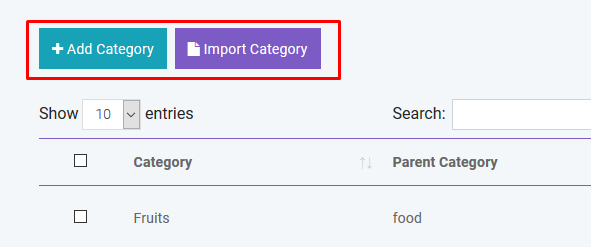 Add Category Import Category
Show 10 entries Search:
Category Parent Category
Fruits food